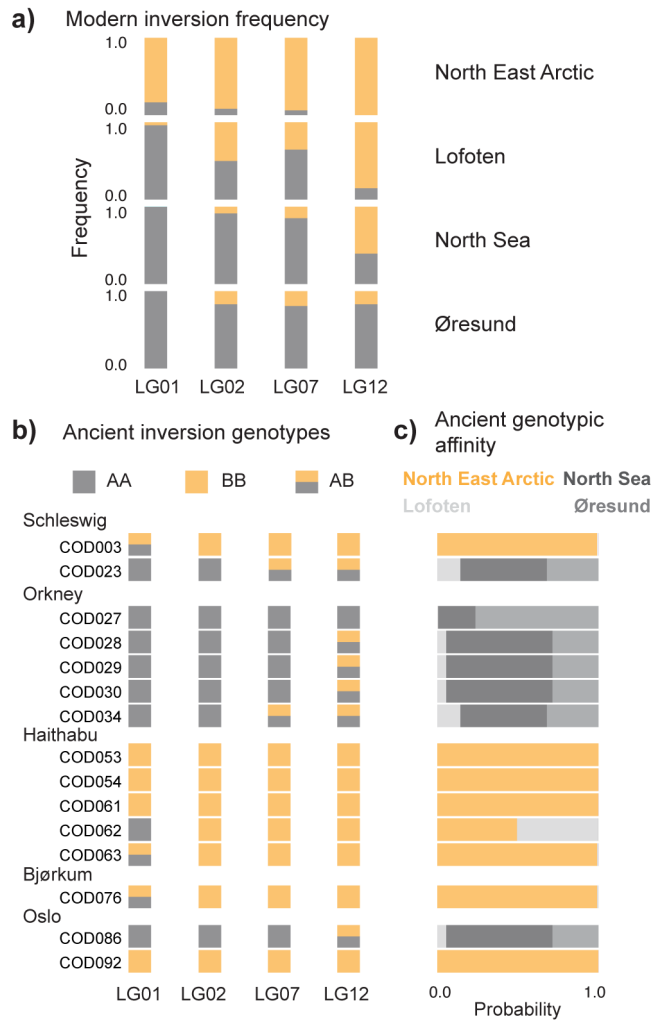 a) Modern inversion frequency
Frequency
1.0
0.0
North East Arctic
1.0
0.0
Lofoten
1.0
0.0
North Sea
1.0
0.0
Øresund
LG01 LG02 LG07 LG12
b) Ancient inversion genotypes
AA BB AB
Schleswig
COD003
COD023
Orkney
COD027
COD028
COD029
COD030
COD034
Haithabu
COD053
COD054
COD061
COD062
COD063
Bjørkum
COD076
Oslo
COD086
COD092
LG01 LG02 LG07 LG12
c) Ancient genotypic
affinity
North East Arctic North Sea
Lofoten Øresund
0.0 1.0
Probability